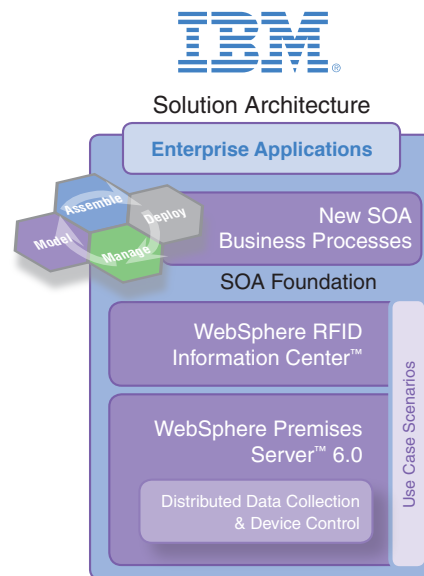 IBM®
Solution Architecture
Enterprise Applications
Assemble
Deploy
Model
Manage
New SOA
Business Processes
SOA Foundation
WebSphere RFID
Information Center™
Use Case Scenarios
WebSphere Premises
Server™ 6.0
Distributed Data Collection
& Device Control